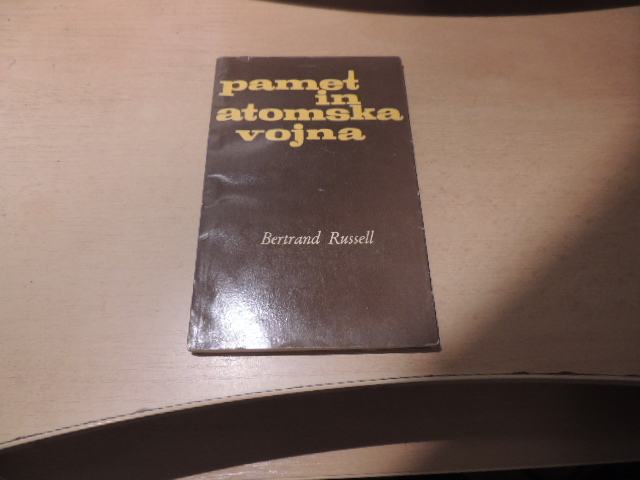 pamet
in
atomska
vojna
Bertrand Russell